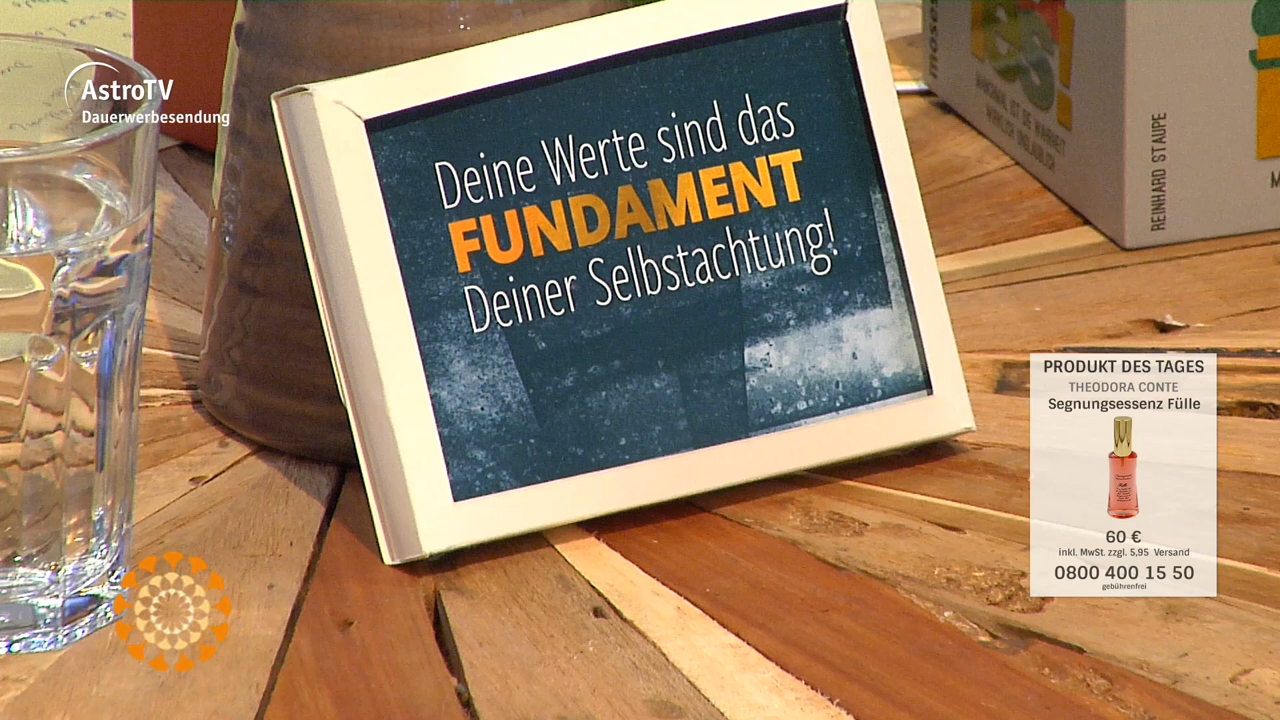 AstroTV
Dauerwerbesendung
Deine Werte sind das
FUNDAMENT
Deiner Selbstachtung!
REINHARD STAUPE
PRODUKT DES TAGES
THEODORA CONTE
Segnungsessenz Fülle
60 €
inkl. MwSt. zzgl. 5,95 Versand
0800 400 15 50
gebührenfrei